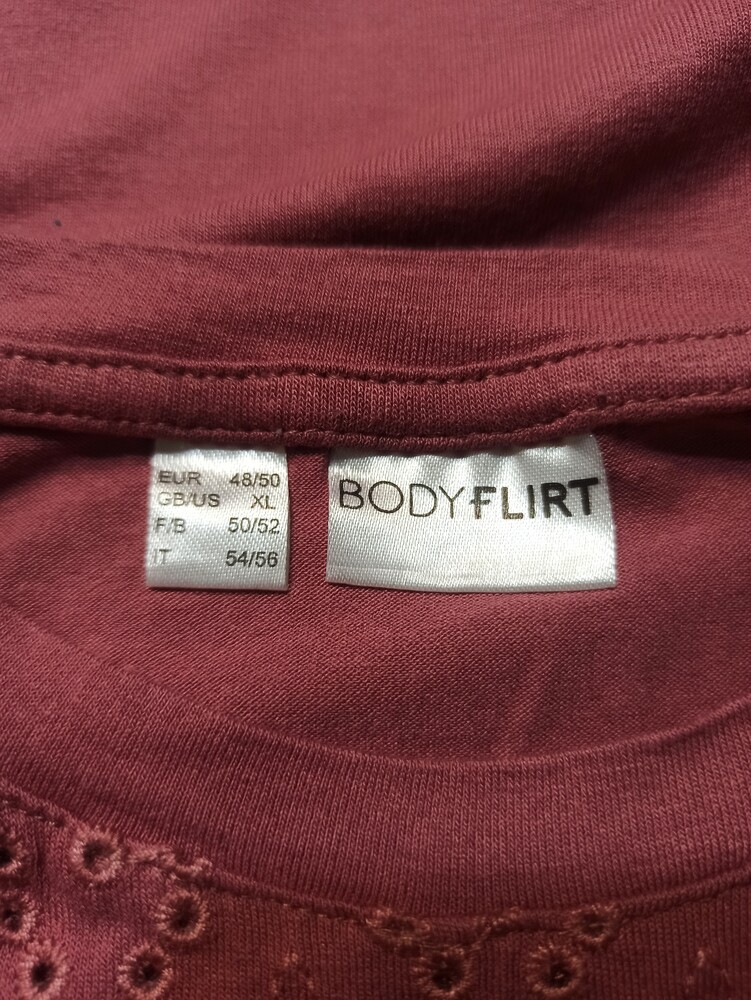 EUR 48/50
GB/US XL
F/B 50/52
IT 54/56
BODYFLIRT